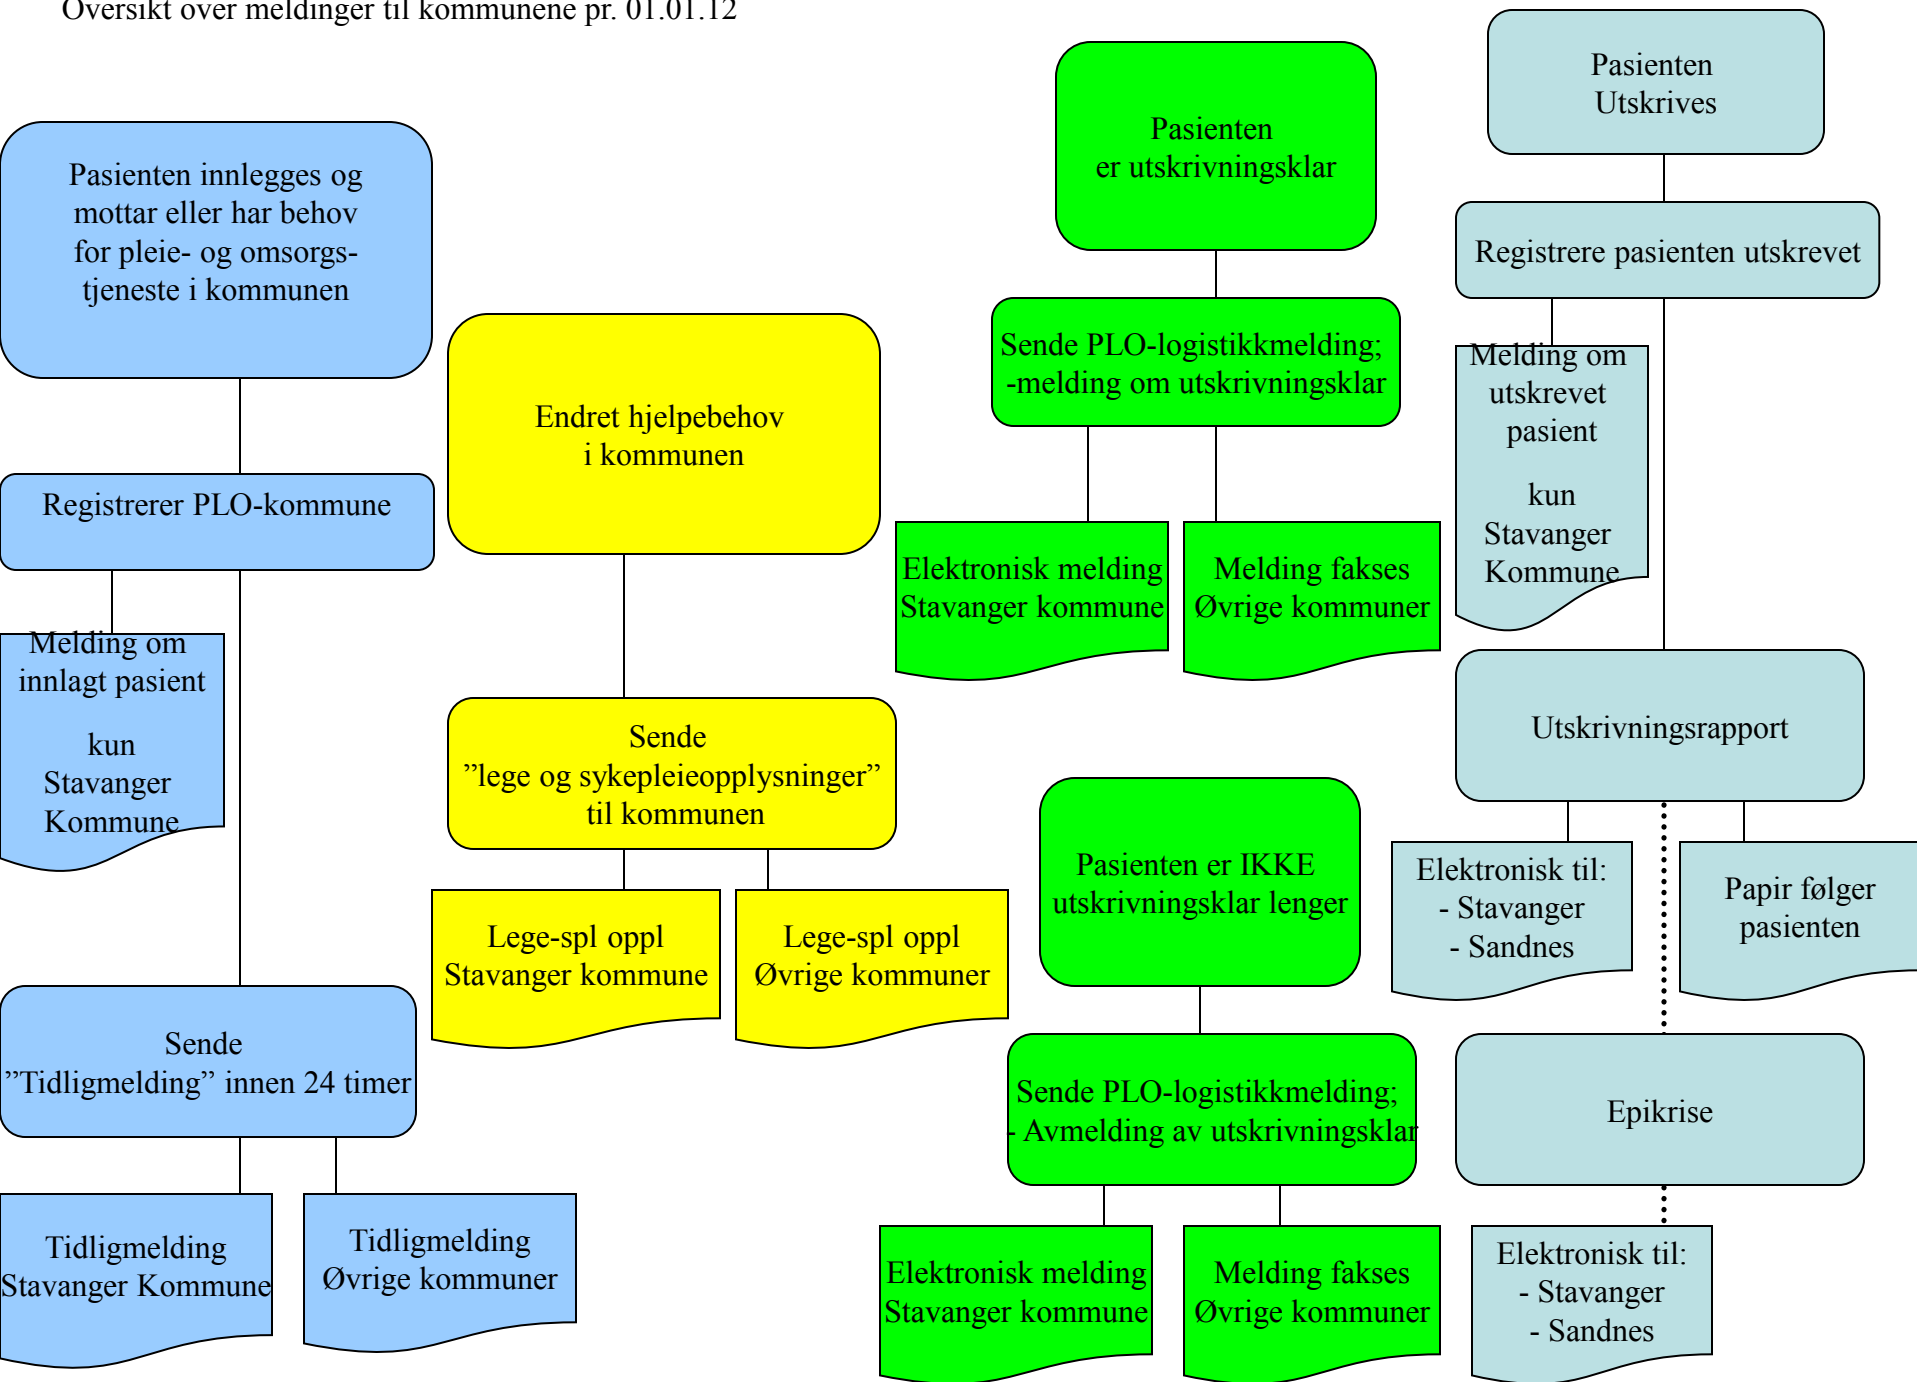 Oversikt over meldinger til kommunene pr. 01.01.12
Pasienten innlegges og
mottar eller har behov
for pleie- og omsorgs-
tjeneste i kommunen
Registrerer PLO-kommune
Melding om
innlagt pasient
kun
Stavanger
Kommune
Sende
”Tidligmelding” innen 24 timer
Tidligmelding
Stavanger Kommune
Tidligmelding
Øvrige kommuner
Endret hjelpebehov
i kommunen
Sende
”lege og sykepleieopplysninger”
til kommunen
Lege-spl oppl
Stavanger kommune
Lege-spl oppl
Øvrige kommuner
Pasienten
er utskrivningsklar
Sende PLO-logistikkmelding;
-melding om utskrivningsklar
Elektronisk melding
Stavanger kommune
Melding fakses
Øvrige kommuner
Pasienten er IKKE
utskrivningsklar lenger
Sende PLO-logistikkmelding;
- Avmelding av utskrivningsklar
Elektronisk melding
Stavanger kommune
Melding fakses
Øvrige kommuner
Pasienten
Utskrives
Registrere pasienten utskrevet
Melding om
utskrevet
pasient
kun
Stavanger
Kommune
Utskrivningsrapport
Elektronisk til:
- Stavanger
- Sandnes
Papir følger
pasienten
Epikrise
Elektronisk til:
- Stavanger
- Sandnes